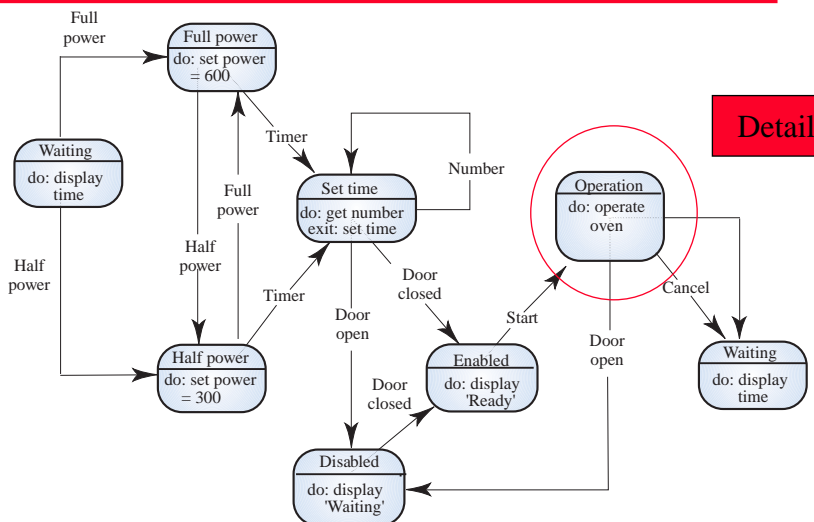 Full
power
Full power
do: set power
= 600
Timer
Waiting
do: display
time
Full
power
Set time
do: get number
exit: set time
Number
Operation
do: operate
oven
Detail
Half
power
Half
power
Timer
Door
open
Door
closed
Start
Cancel
Door
open
Half power
do: set power
= 300
Door
closed
Enabled
do: display
'Ready'
Waiting
do: display
time
Disabled
do: display
'Waiting'